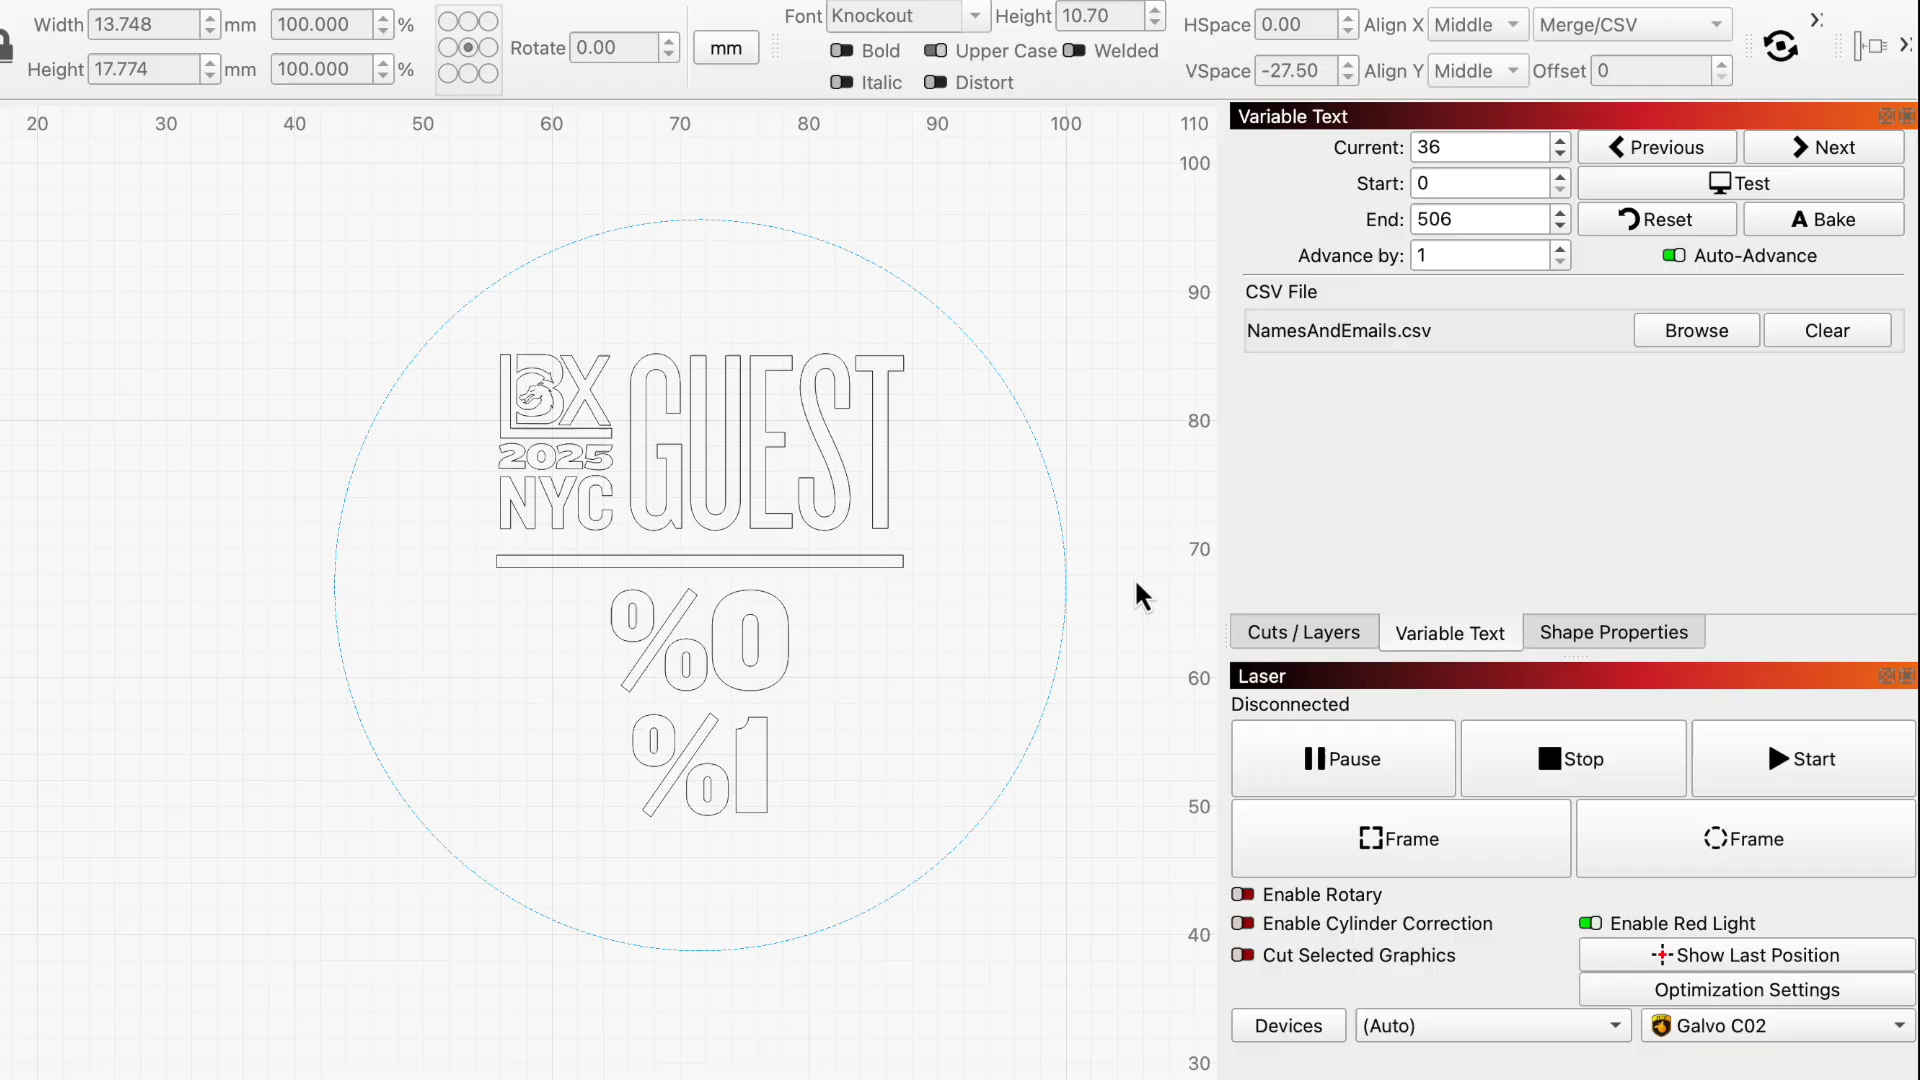 Width 13.748 mm 100.000 %
Height 17.774 mm 100.000 %
Rotate 0.00 mm
Font Knockout Height 10.70
Bold Upper Case Welded
Italic Distort
HSpace 0.00 Align X Middle Merge/CSV
VSpace -27.50 Align Y Middle Offset 0
20 30 40 50 60 70 80 90 100 110
100
90
80
70
60
50
40
30
LBX
2025
NYC
GUEST
%0
%1
Variable Text
Current: 36 Previous Next
Start: 0 Test
End: 506 Reset A Bake
Advance by: 1 Auto-Advance
CSV File
NamesAndEmails.csv Browse Clear
Cuts / Layers Variable Text Shape Properties
Laser
Disconnected
Pause Stop Start
Frame Frame
Enable Rotary
Enable Cylinder Correction Enable Red Light
Cut Selected Graphics Show Last Position
Optimization Settings
Devices (Auto) Galvo C02